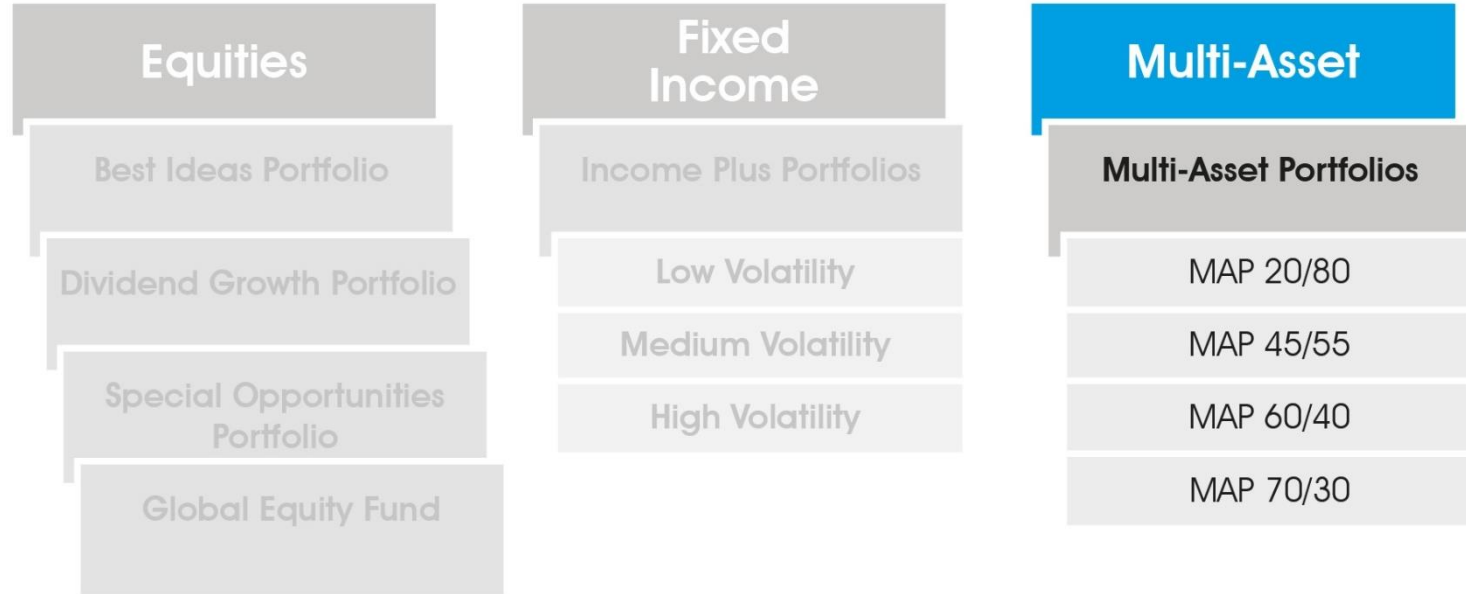 Equities
Best Ideas Portfolio
Dividend Growth Portfolio
Special Opportunities
Portfolio
Global Equity Fund
Fixed
Income
Income Plus Portfolios
Low Volatility
Medium Volatility
High Volatility
Multi-Asset
Multi-Asset Portfolios
MAP 20/80
MAP 45/55
MAP 60/40
MAP 70/30